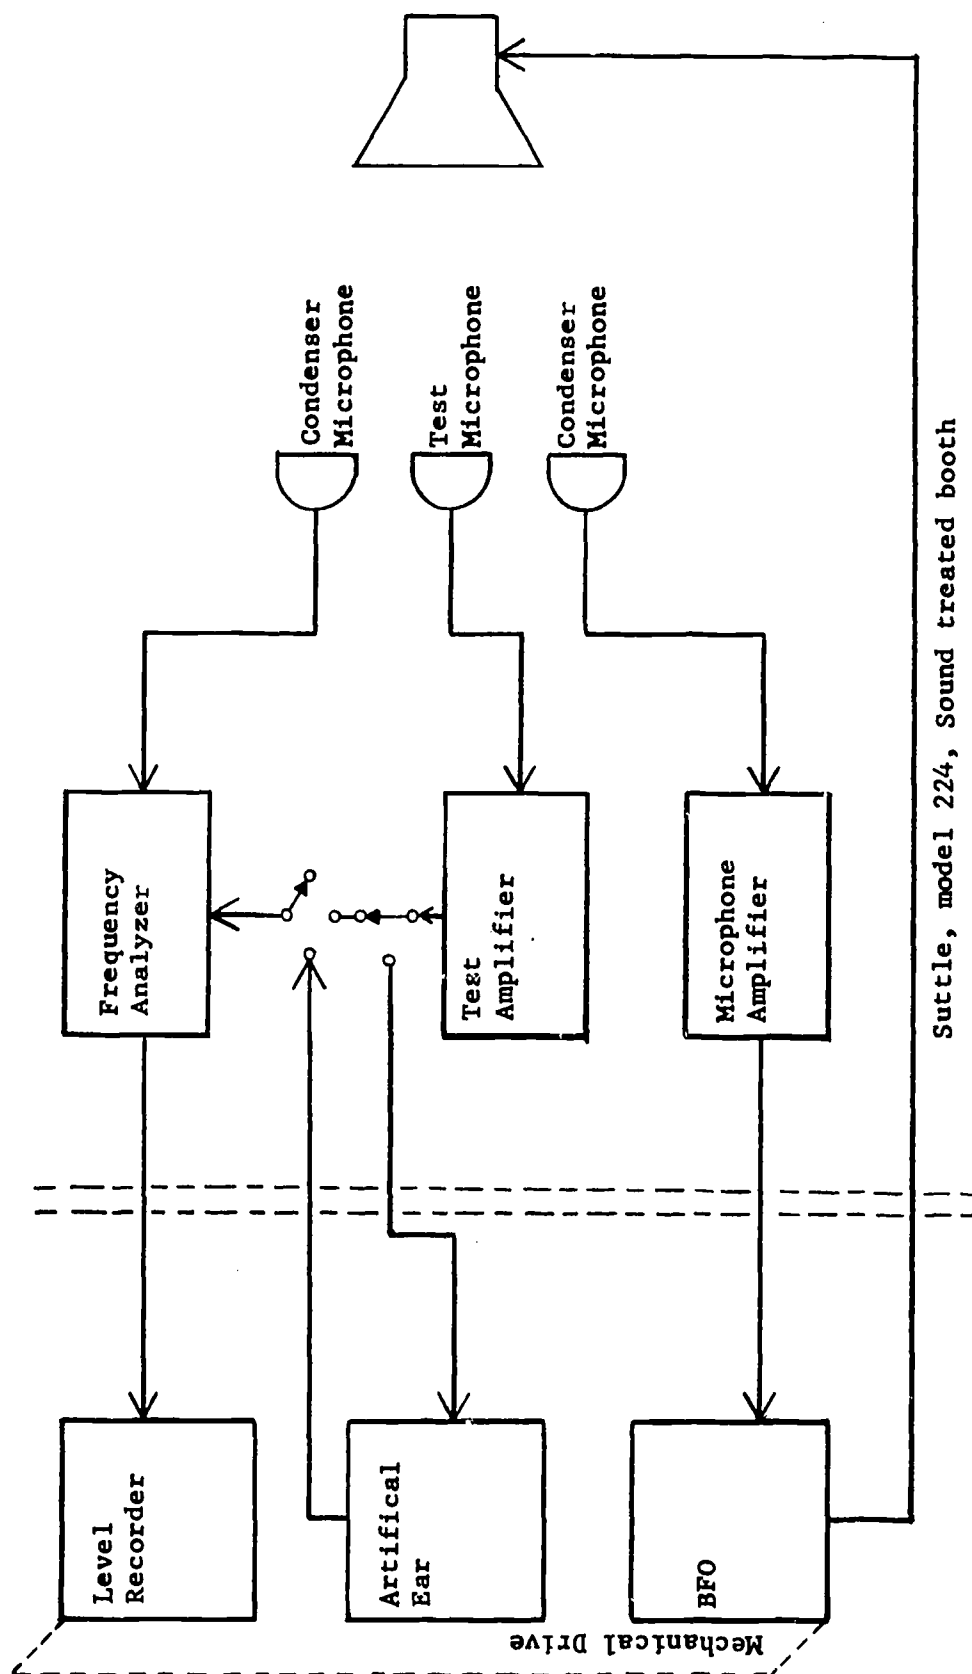 Level
Recorder
Frequency
Analyzer
Condenser
Microphone
Artifical
Ear
Test
Amplifier
Test
Microphone
BFO
Microphone
Amplifier
Condenser
Microphone
Mechanical Drive
Suttle, model 224, Sound treated booth